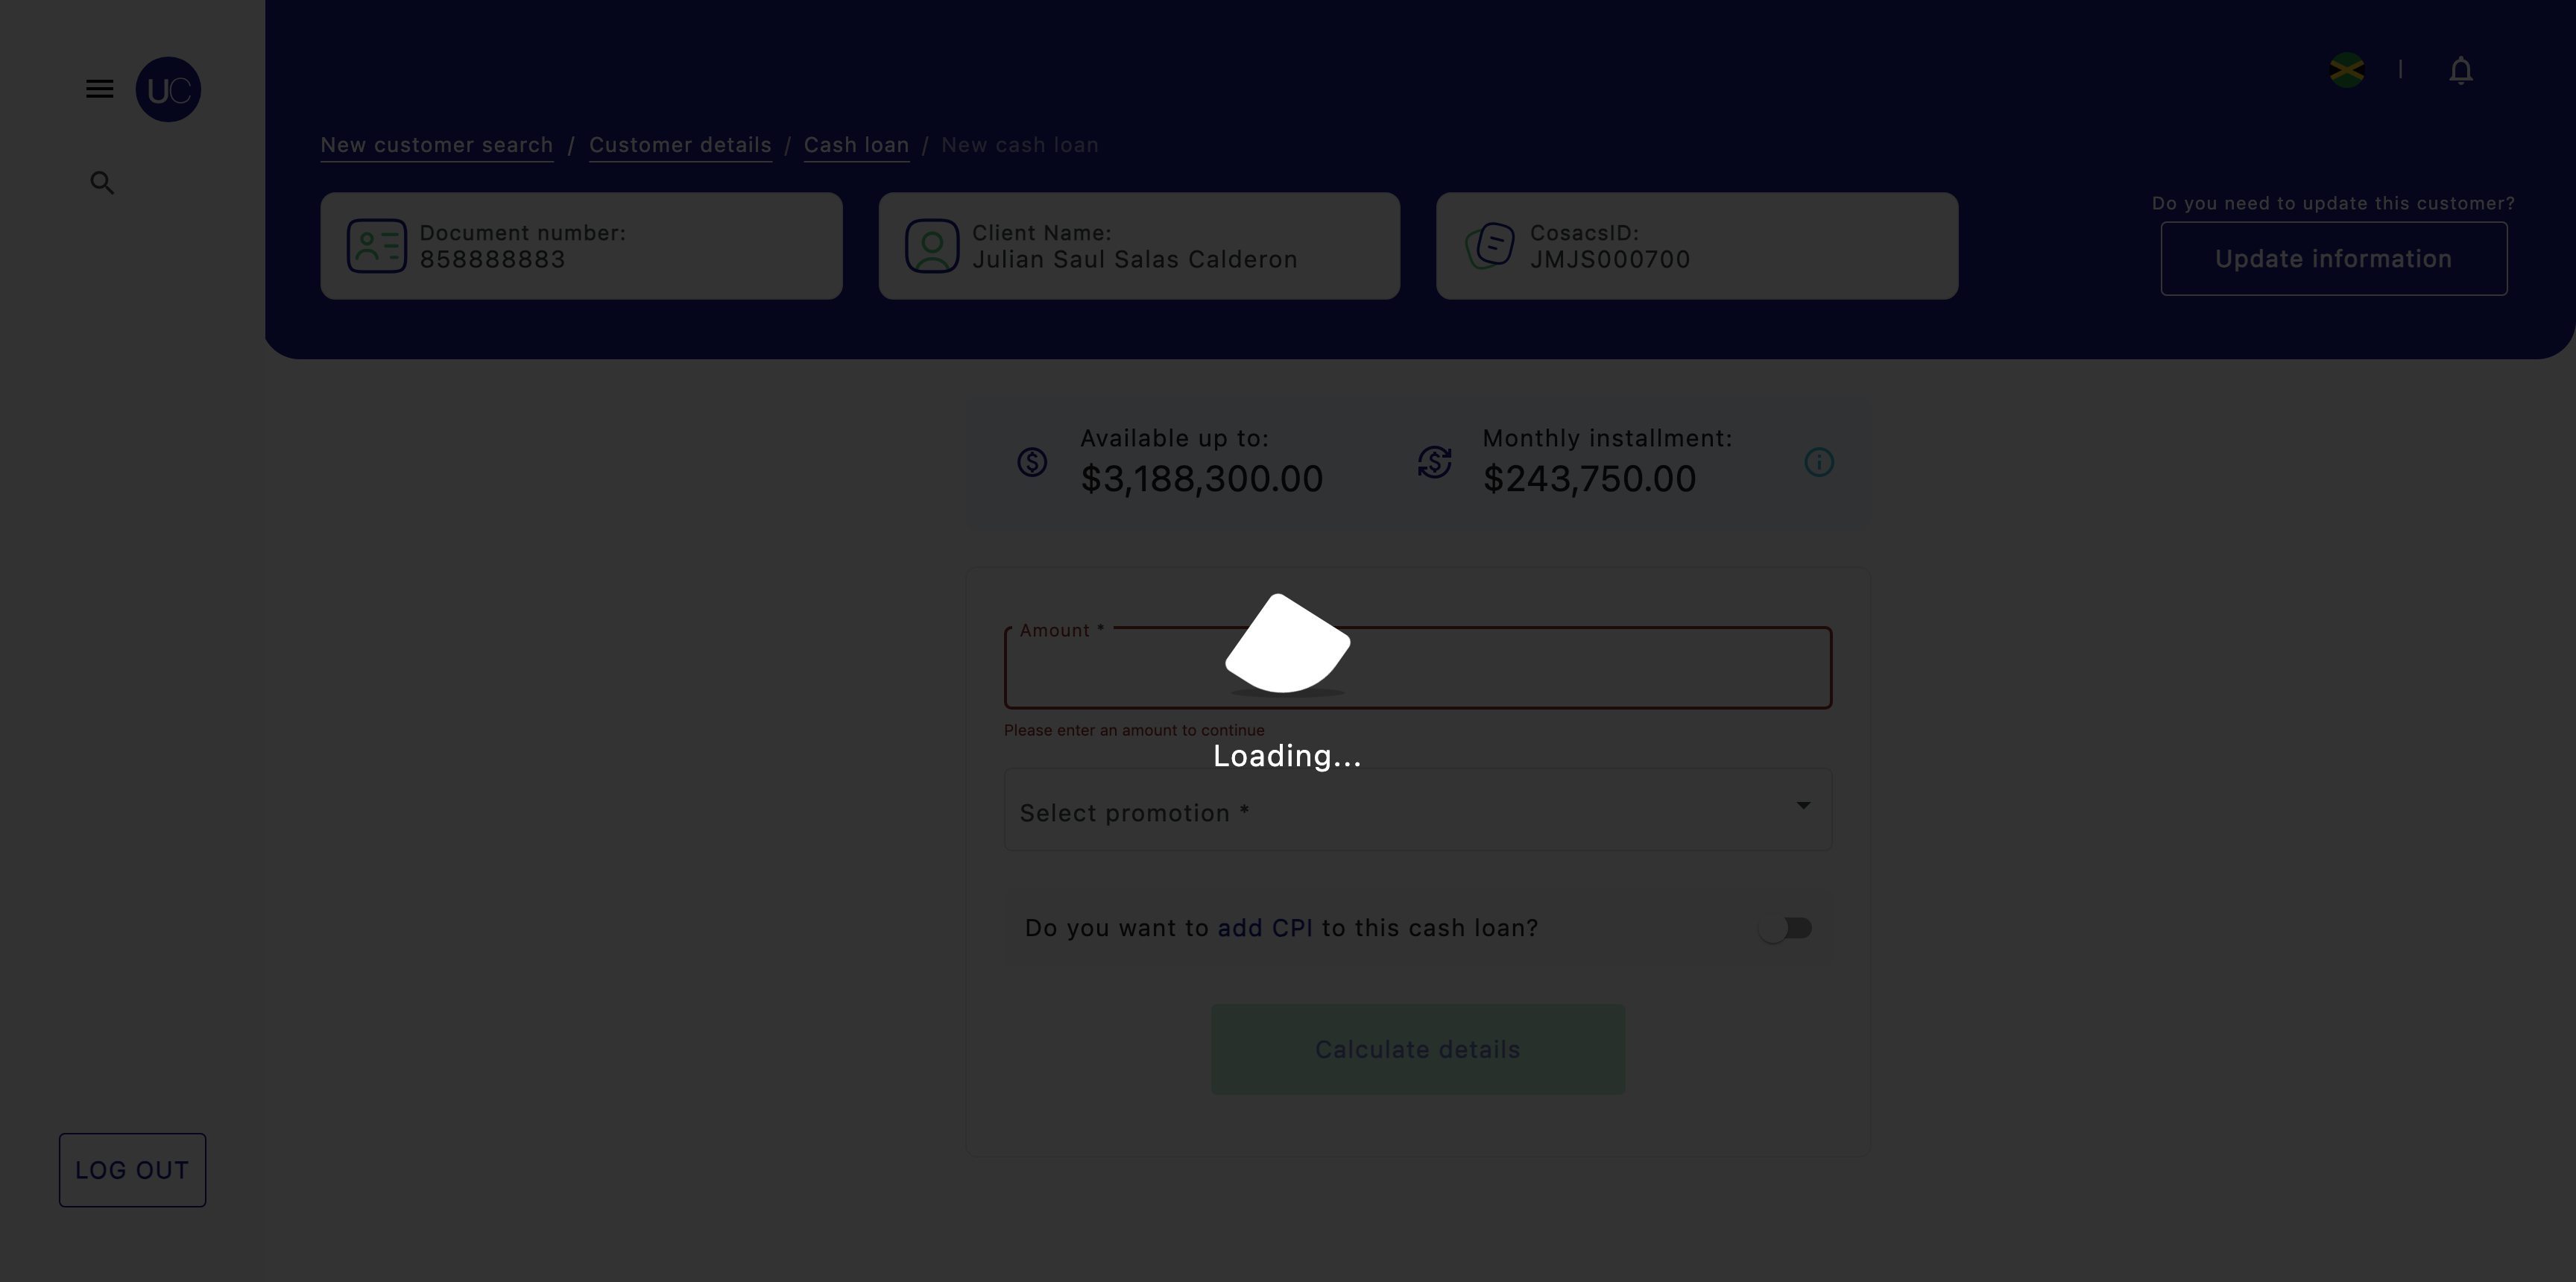 UC
New customer search / Customer details / Cash loan / New cash loan
Document number:
858888883
Client Name:
Julian Saul Salas Calderon
CosacsID:
JMJS000700
Do you need to update this customer?
Update information
Available up to:
$3,188,300.00
Monthly installment:
$243,750.00
Amount *
Please enter an amount to continue
Loading...
Select promotion *
Do you want to add CPI to this cash loan?
Calculate details
LOG OUT